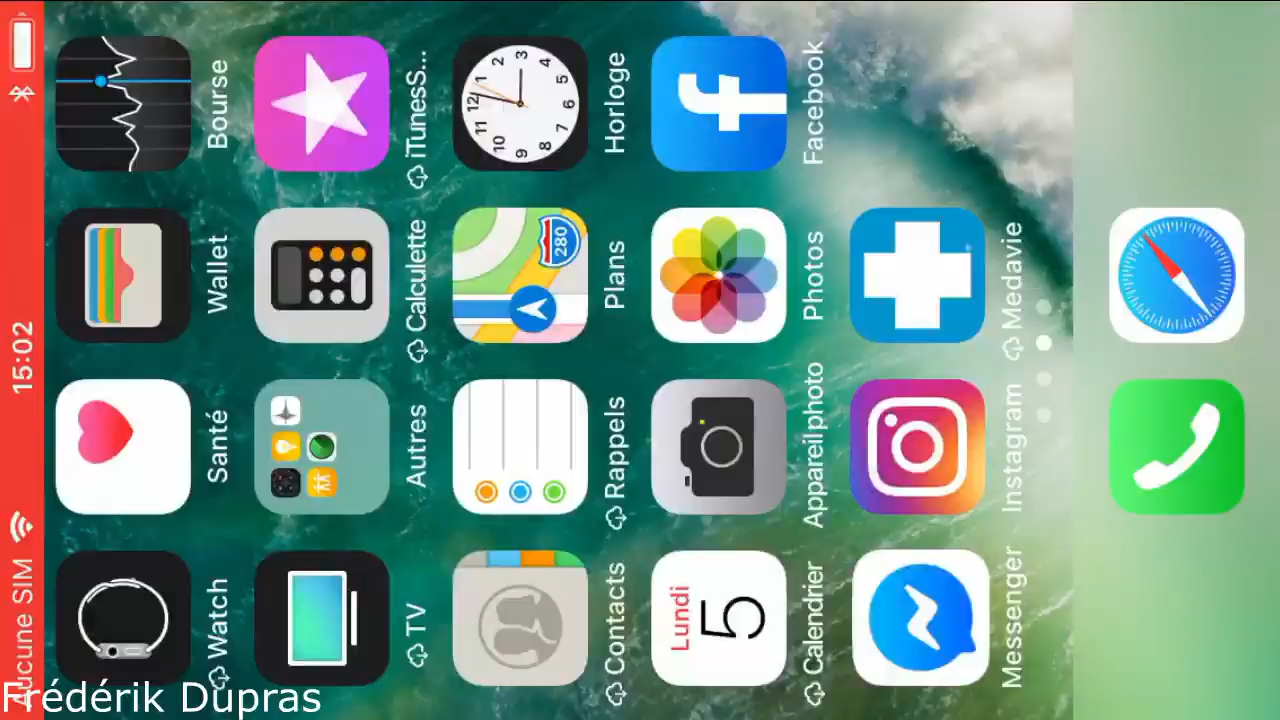 Aucune SIM 15:02
Watch Santé Wallet Bourse
TV Autres Calculette iTunesS...
Contacts Rappels Plans Horloge
280
12 1 2 3 4 5 6 7 8 9 10 11
Calendrier Appareilphoto Photos Facebook
Lundi
5
Messenger Instagram Medavie
Frédérik Dupras